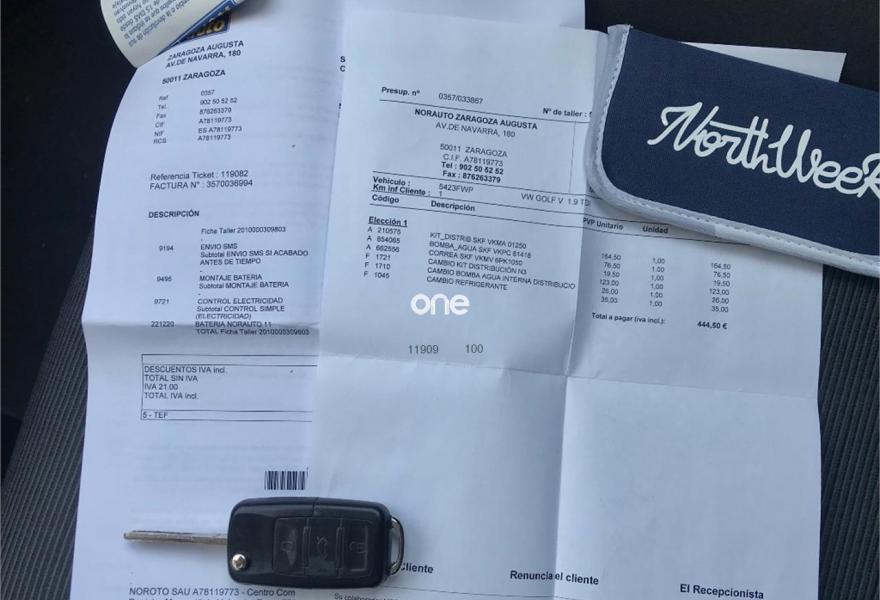 ZARAGOZA AUGUSTA
AV.DE NAVARRA, 180
50011 ZARAGOZA
Ref 0357
Tel. 902 50 52 52
Fax 876263379
CIF A78119773
NIF ES A78119773
RCS A78119773
Referencia Ticket : 119082
FACTURA N° : 3570036994
DESCRIPCIÓN
Ficha Taller 2010000309803
9194 ENVIO SMS
Subtotal ENVIO SMS SI ACABADO
ANTES DE TIEMPO
9495 MONTAJE BATERIA
Subtotal MONTAJE BATERIA
9721 CONTROL ELECTRICIDAD
Subtotal CONTROL SIMPLE
(ELECTRICIDAD)
221220 BATERIA NORAUTO 11
TOTAL Ficha Taller 2010000309803
DESCUENTOS IVA incl.
TOTAL SIN IVA
IVA 21.00
TOTAL IVA incl.
5 - TEF
NOROTO SAU A78119773 - Centro Com
Presup. n° 0357/033867
N° de taller :
NORAUTO ZARAGOZA AUGUSTA
AV.DE NAVARRA, 180
50011 ZARAGOZA
C.I.F. A78119773
Tel : 902 50 52 52
Fax : 876263379
Vehículo : 5423FWP VW GOLF V 1.9 TDI
Km inf Cliente : 1
Código Descripción PVP Unitario Unidad
Elección 1
A 210575 KIT_DISTRIB SKF VKMA 01250 164,50 1,00 164,50
A 854065 BOMBA_AGUA SKF VKPC 81418 76,50 1,00 76,50
A 662556 CORREA SKF VKMV 6PK1050 19,50 1,00 19,50
F 1721 CAMBIO KIT DISTRIBUCIÓN N3 123,00 1,00 123,00
F 1710 CAMBIO BOMBA AGUA INTERNA DISTRIBUCIO 26,00 1,00 26,00
F 1045 CAMBIO REFRIGERANTE 35,00 1,00 35,00
Total a pagar (iva incl.): 444,50 €
one
11909 100
Cliente
Renuncia el cliente
El Recepcionista
NorthWeek